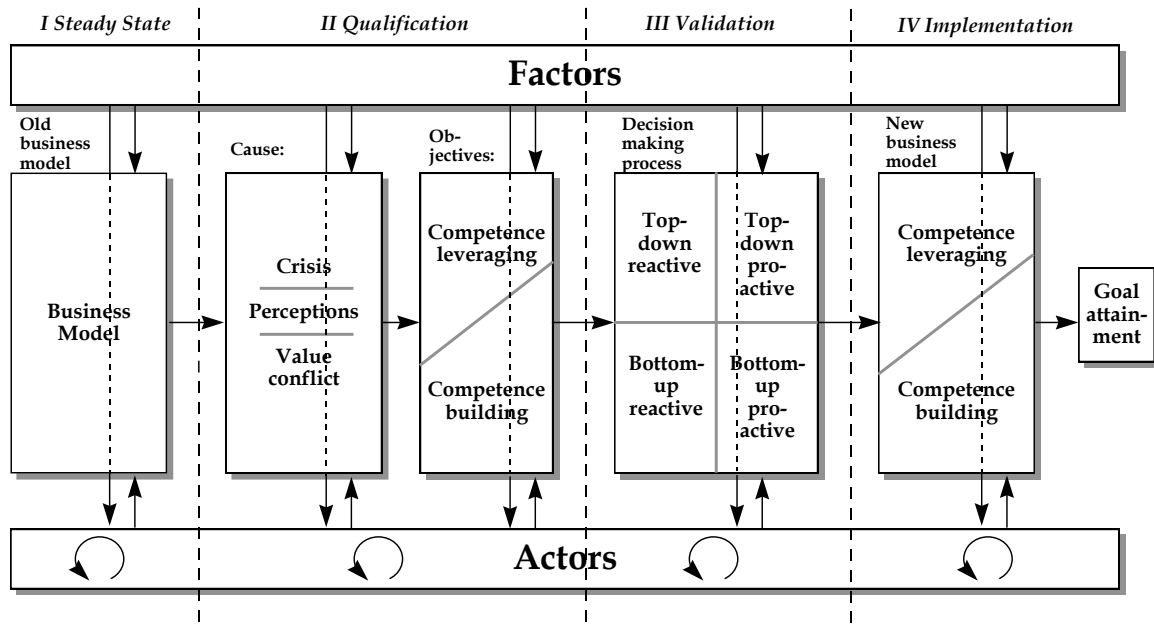 I Steady State
II Qualification
III Validation
IV Implementation
Factors
Old
business
model
Business
Model
Cause:
Crisis
Perceptions
Value
conflict
Ob-
jectives:
Competence
leveraging
Competence
building
Decision
making
process
Top-
down
reactive
Top-
down
pro-
active
Bottom-
up
reactive
Bottom-
up
pro-
active
New
business
model
Competence
leveraging
Competence
building
Goal
attain-
ment
Actors